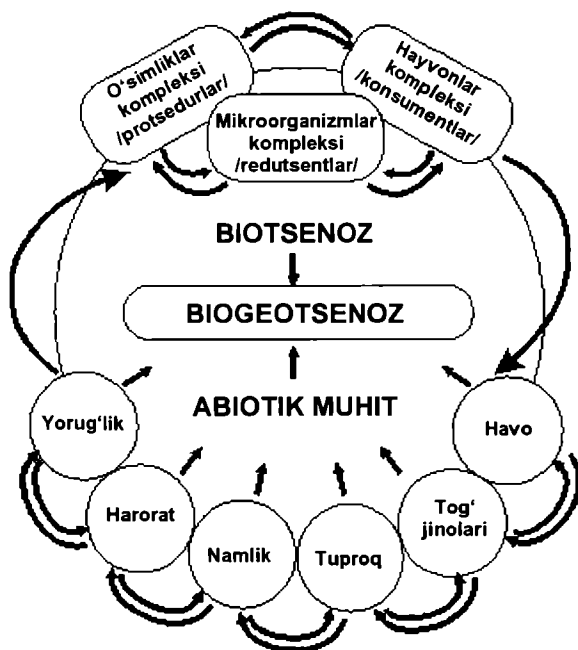 O‘simliklar
kompleksi
/protsedurlar/
Hayvonlar
kompleksi
/konsumentlar/
Mikroorganizmlar
kompleksi
/redutsentlar/
BIOTSENOZ
BIOGEOTSENOZ
ABIOTIK MUHIT
Yorug‘lik
Havo
Harorat
Tog‘
jinolari
Namlik
Tuproq